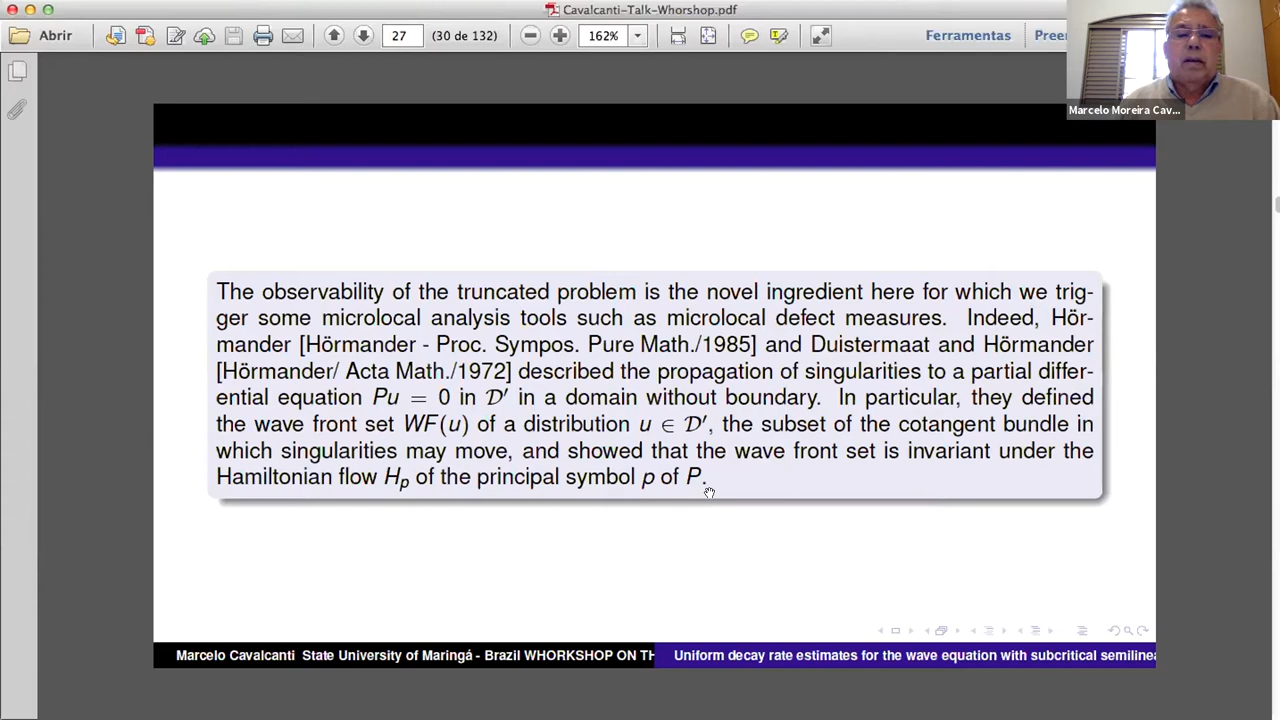 Cavalcanti-Talk-Whorshop.pdf
Abrir
27
(30 de 132)
162%
Ferramentas
Marcelo Moreira Cav...
The observability of the truncated problem is the novel ingredient here for which we trig-
ger some microlocal analysis tools such as microlocal defect measures. Indeed, Hör-
mander [Hörmander - Proc. Sympos. Pure Math./1985] and Duistermaat and Hörmander
[Hörmander/ Acta Math./1972] described the propagation of singularities to a partial differ-
ential equation Pu = 0 in 𝒟′ in a domain without boundary. In particular, they defined
the wave front set WF(u) of a distribution u ∈ 𝒟′, the subset of the cotangent bundle in
which singularities may move, and showed that the wave front set is invariant under the
Hamiltonian flow Hₚ of the principal symbol p of P.
Marcelo Cavalcanti State University of Maringá - Brazil WHORKSHOP ON TH
Uniform decay rate estimates for the wave equation with subcritical semilinea